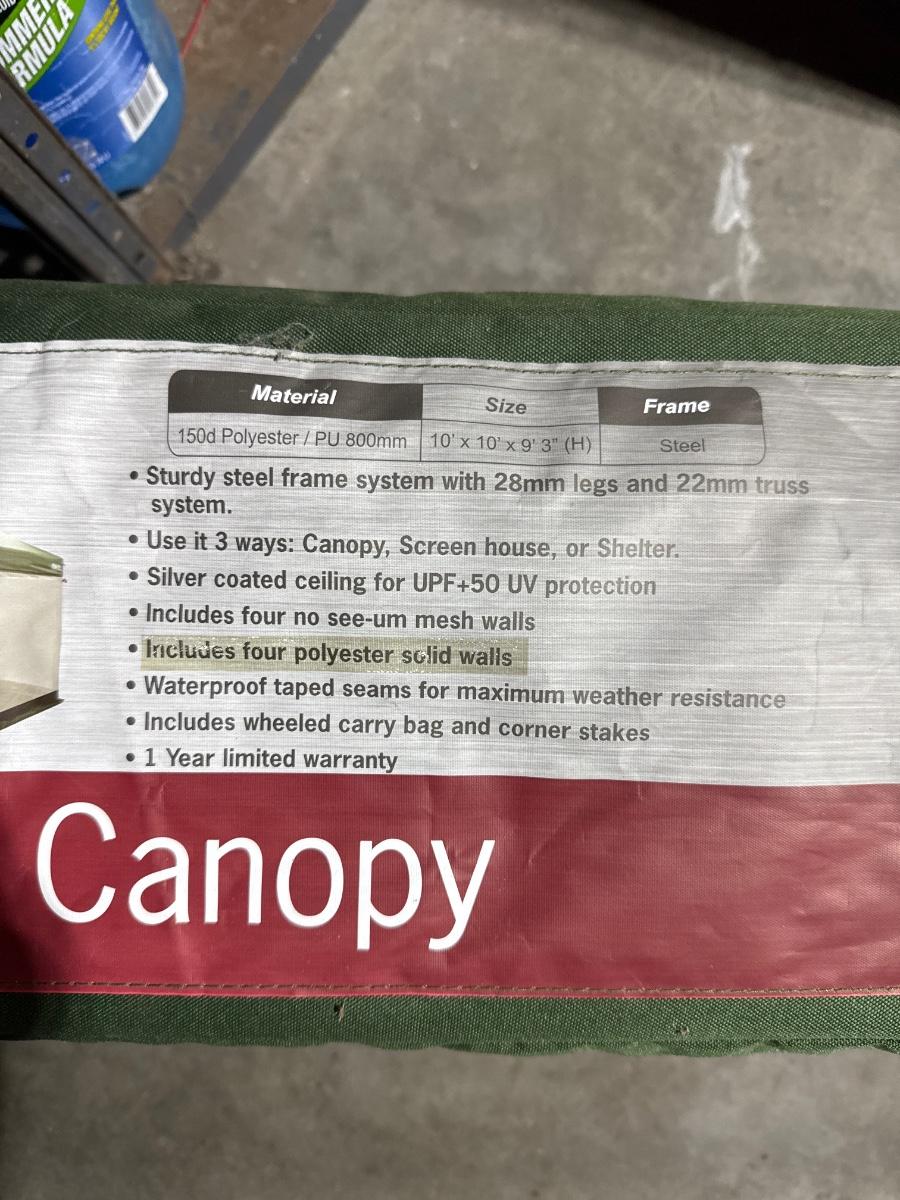 RMULA
Material Size Frame
150d Polyester / PU 800mm 10' x 10' x 9' 3" (H) Steel
• Sturdy steel frame system with 28mm legs and 22mm truss
system.
• Use it 3 ways: Canopy, Screen house, or Shelter.
• Silver coated ceiling for UPF+50 UV protection
• Includes four no see-um mesh walls
• Includes four polyester solid walls
• Waterproof taped seams for maximum weather resistance
• Includes wheeled carry bag and corner stakes
• 1 Year limited warranty
Canopy